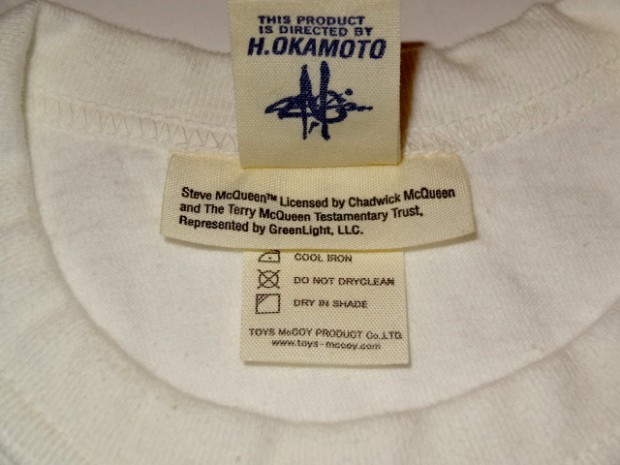 THIS PRODUCT
IS DIRECTED BY
H.OKAMOTO
Steve McQueen™ Licensed by Chadwick McQueen
and The Terry McQueen Testamentary Trust,
Represented by GreenLight, LLC.
COOL IRON
DO NOT DRYCLEAN
DRY IN SHADE
TOYS McCOY PRODUCT Co.,LTD.
www.toys-mccoy.com